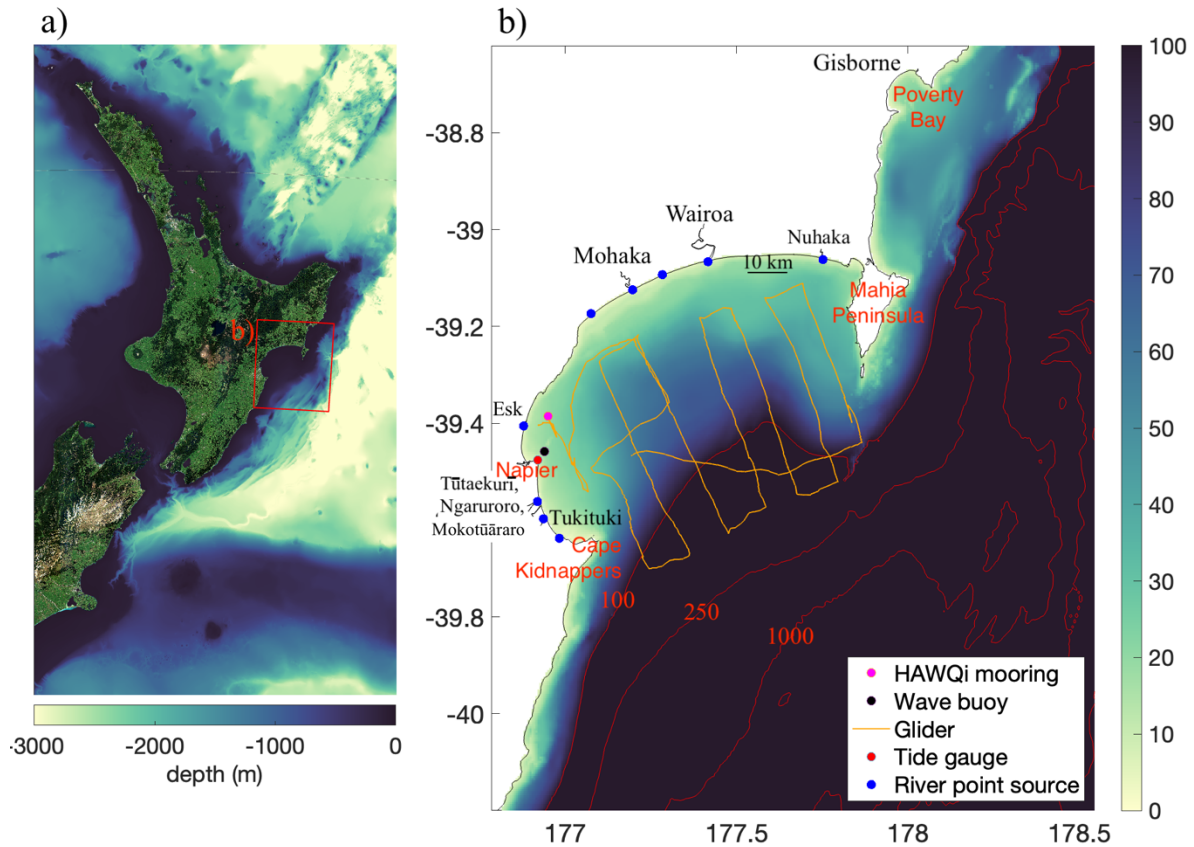 a)
b)
-3000
-2000
-1000
0
depth (m)
b)
Gisborne
Poverty
Bay
Wairoa
Nuhaka
Mohaka
10 km
Mahia
Peninsula
Esk
Napier
Tūtaekurī,
Ngaruroro,
Mokotūāraro
Tukituki
Cape
Kidnappers
100
250
1000
HAWQi mooring
Wave buoy
Glider
Tide gauge
River point source
-38.8
-39
-39.2
-39.4
-39.6
-39.8
-40
177
177.5
178
178.5
100
90
80
70
60
50
40
30
20
10
0